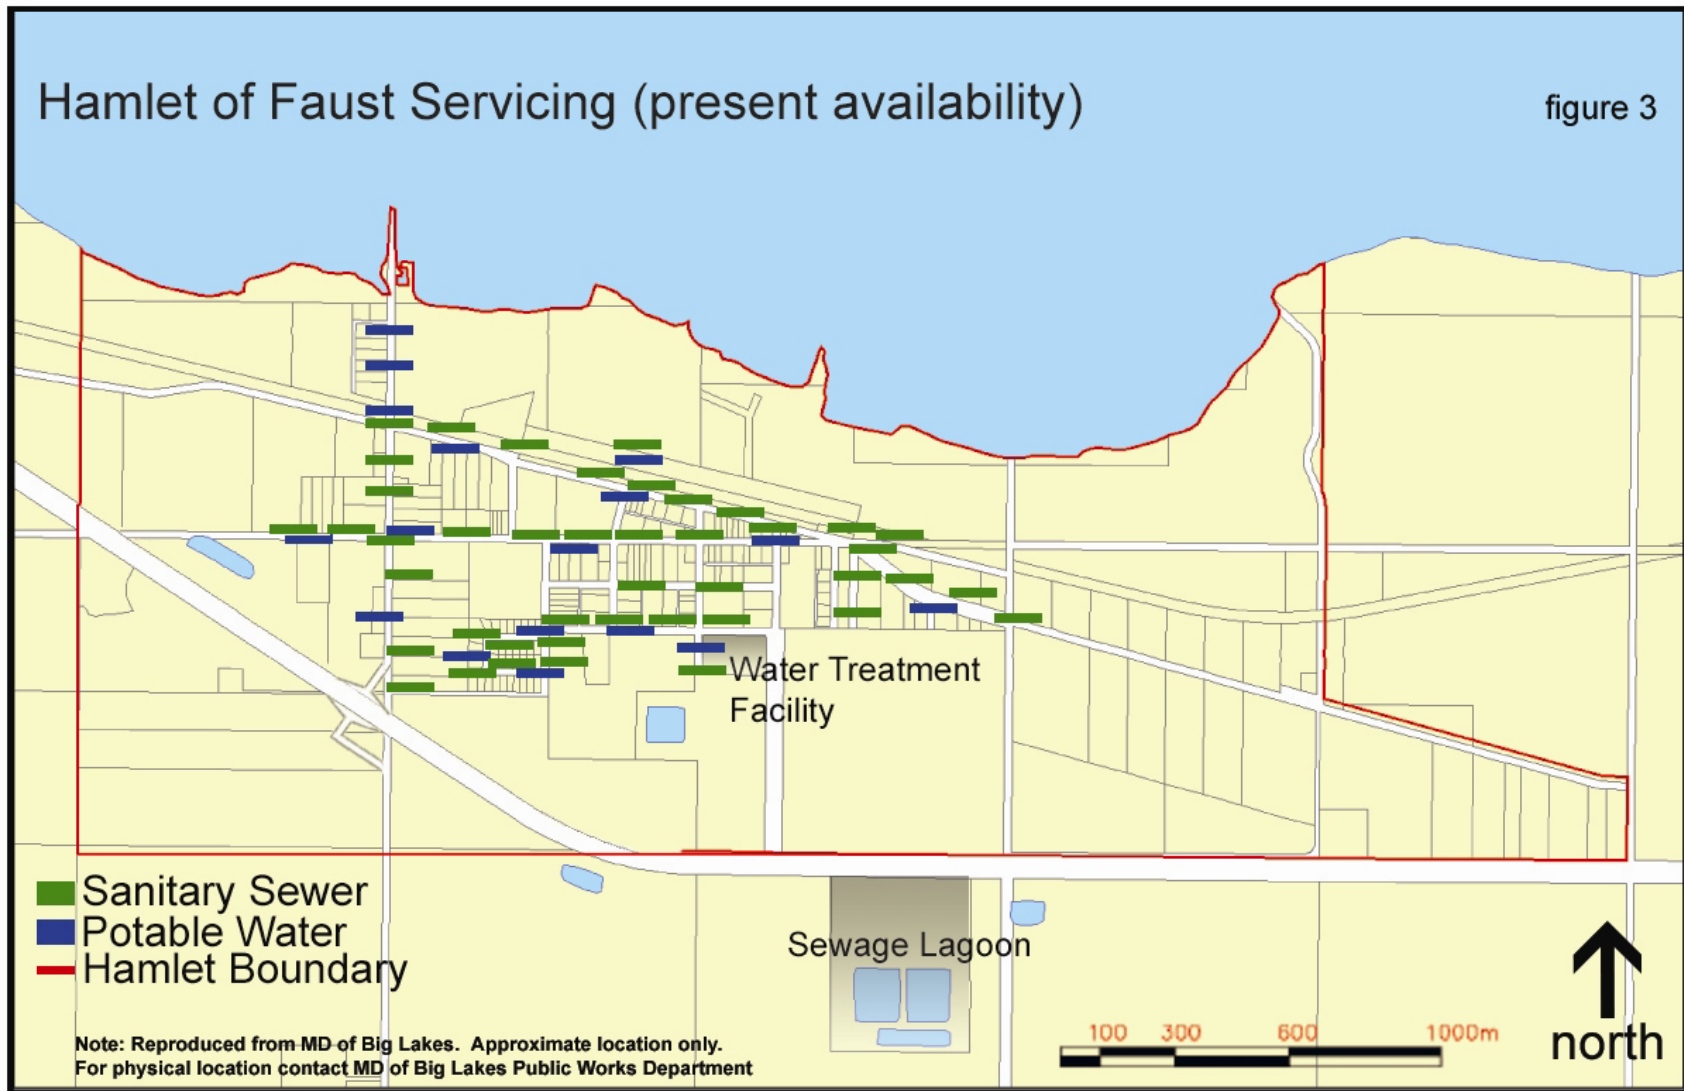 Hamlet of Faust Servicing (present availability)
figure 3
Water Treatment
Facility
Sanitary Sewer
Potable Water
Hamlet Boundary
Sewage Lagoon
100 300 600 1000m
north
Note: Reproduced from MD of Big Lakes. Approximate location only.
For physical location contact MD of Big Lakes Public Works Department